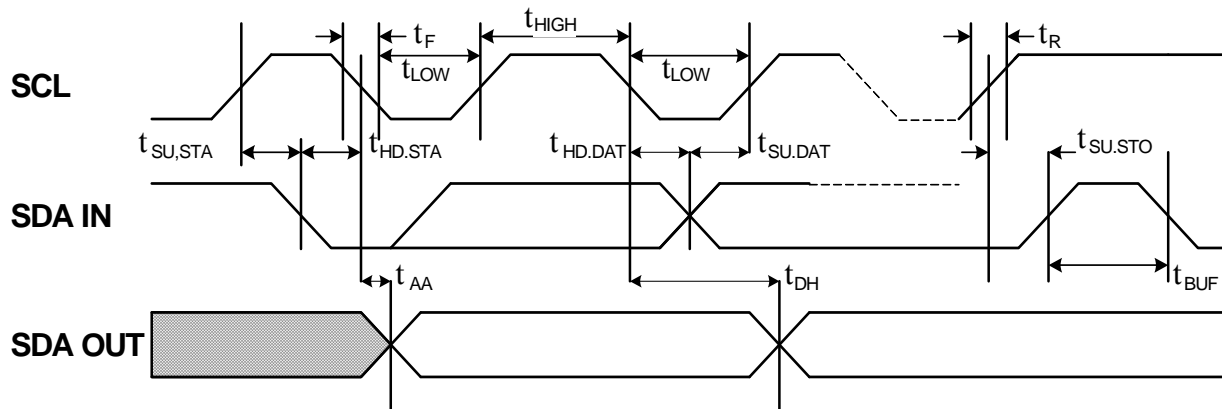 t_F
t_HIGH
t_R
SCL
t_LOW
t_LOW
t_SU,STA
t_HD.STA
t_HD.DAT
t_SU.DAT
t_SU.STO
SDA IN
t_AA
t_DH
t_BUF
SDA OUT